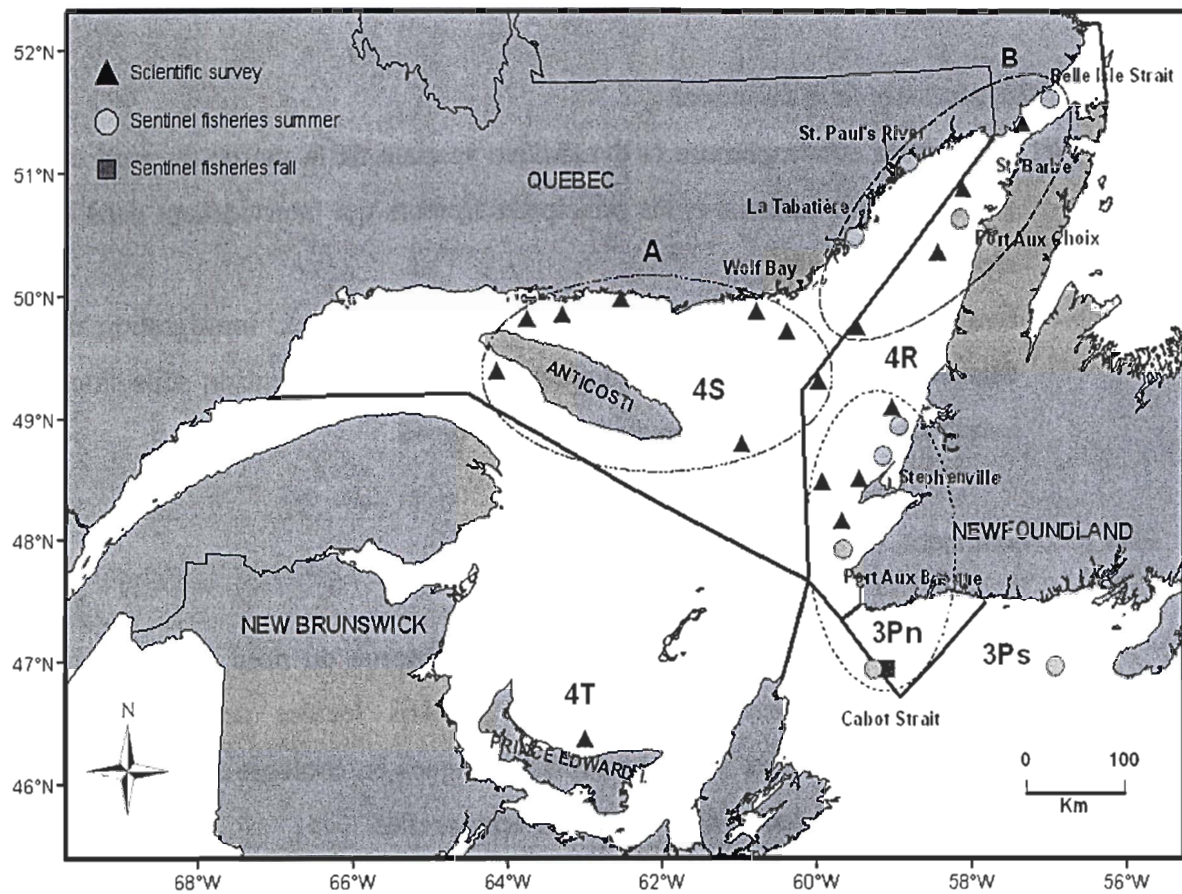 52°N
51°N
50°N
49°N
48°N
47°N
46°N
Scientific survey
Sentinel fisheries summer
Sentinel fisheries fall
B
Belle Isle Strait
St. Paul's River
QUEBEC
St. Barbe
La Tabatière
Port Aux Choix
A
Wolf Bay
4R
ANTICOSTI
4S
C
Stephenville
NEWFOUNDLAND
Port Aux Basque
NEW BRUNSWICK
3Pn
3Ps
4T
Cabot Strait
PRINCE EDWARD I.
N
0 100
Km
68°W 66°W 64°W 62°W 60°W 58°W 56°W